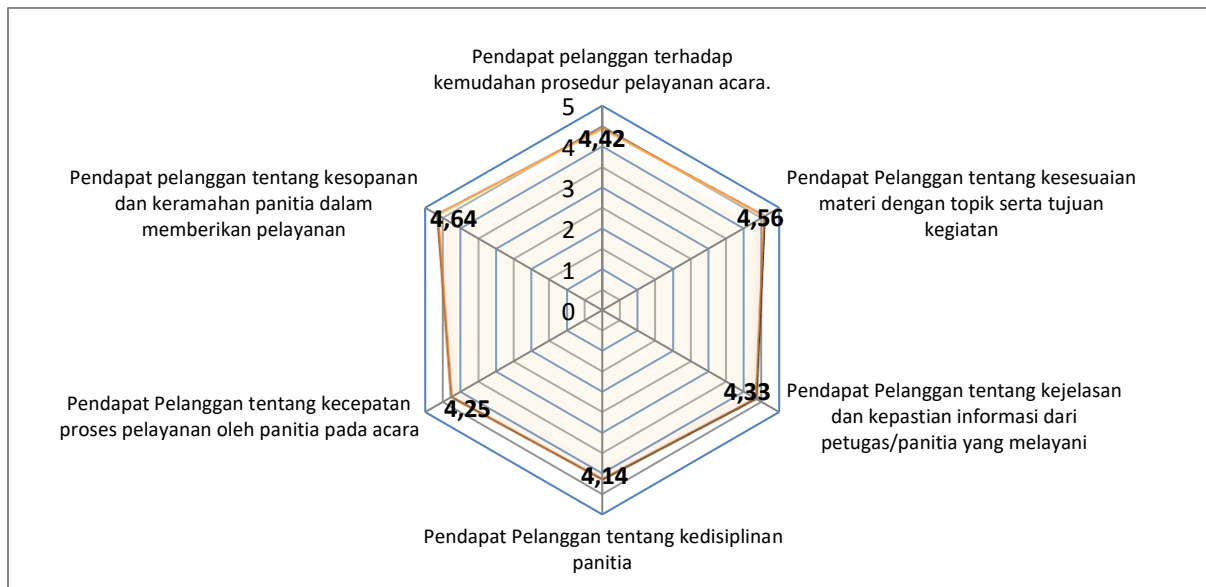 Pendapat pelanggan terhadap
kemudahan prosedur pelayanan acara.
5
4,42
4
3
2
1
0
Pendapat Pelanggan tentang kesesuaian
materi dengan topik serta tujuan
kegiatan
4,56
Pendapat Pelanggan tentang kejelasan
dan kepastian informasi dari
petugas/panitia yang melayani
4,33
4,14
Pendapat Pelanggan tentang kedisiplinan
panitia
Pendapat Pelanggan tentang kecepatan
proses pelayanan oleh panitia pada acara
4,25
Pendapat pelanggan tentang kesopanan
dan keramahan panitia dalam
memberikan pelayanan
4,64